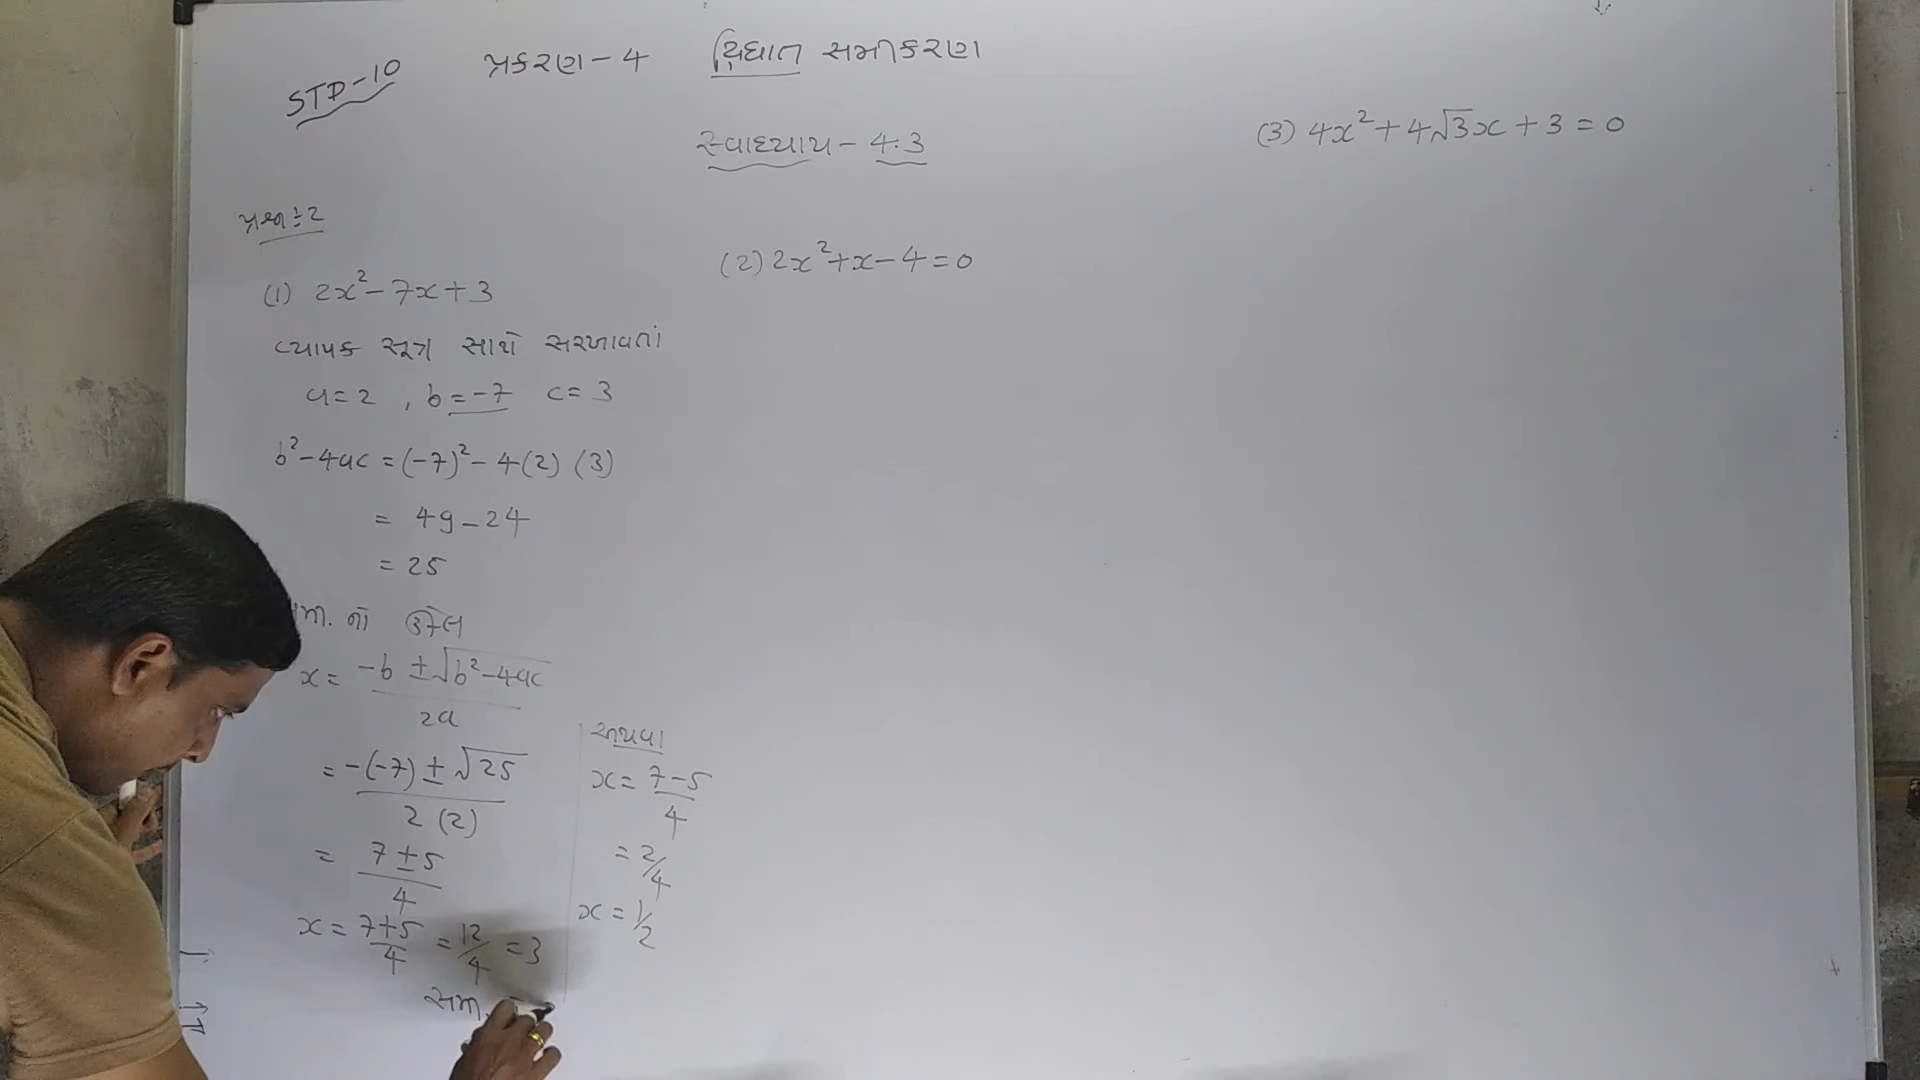 STD-10
પ્રકરણ-4 દ્વિઘાત સમીકરણ
સ્વાધ્યાય-4.3
પ્રશ્ન:2
(1) 2x²-7x+3
વ્યાપક સૂત્ર સાથે સરખાવતાં
a=2 , b=-7 c=3
b²-4ac = (-7)²-4(2) (3)
= 49-24
= 25
નો ઉકેલ
x = -b ±√b²-4ac / 2a
= -(-7) ± √25 / 2 (2)
= 7±5 / 4
x = 7+5 / 4 = 12/4 = 3
સમી.
અથવા
x = 7-5 / 4
= 2/4
x = 1/2
(2) 2x²+x-4=0
(3) 4x²+4√3x+3=0